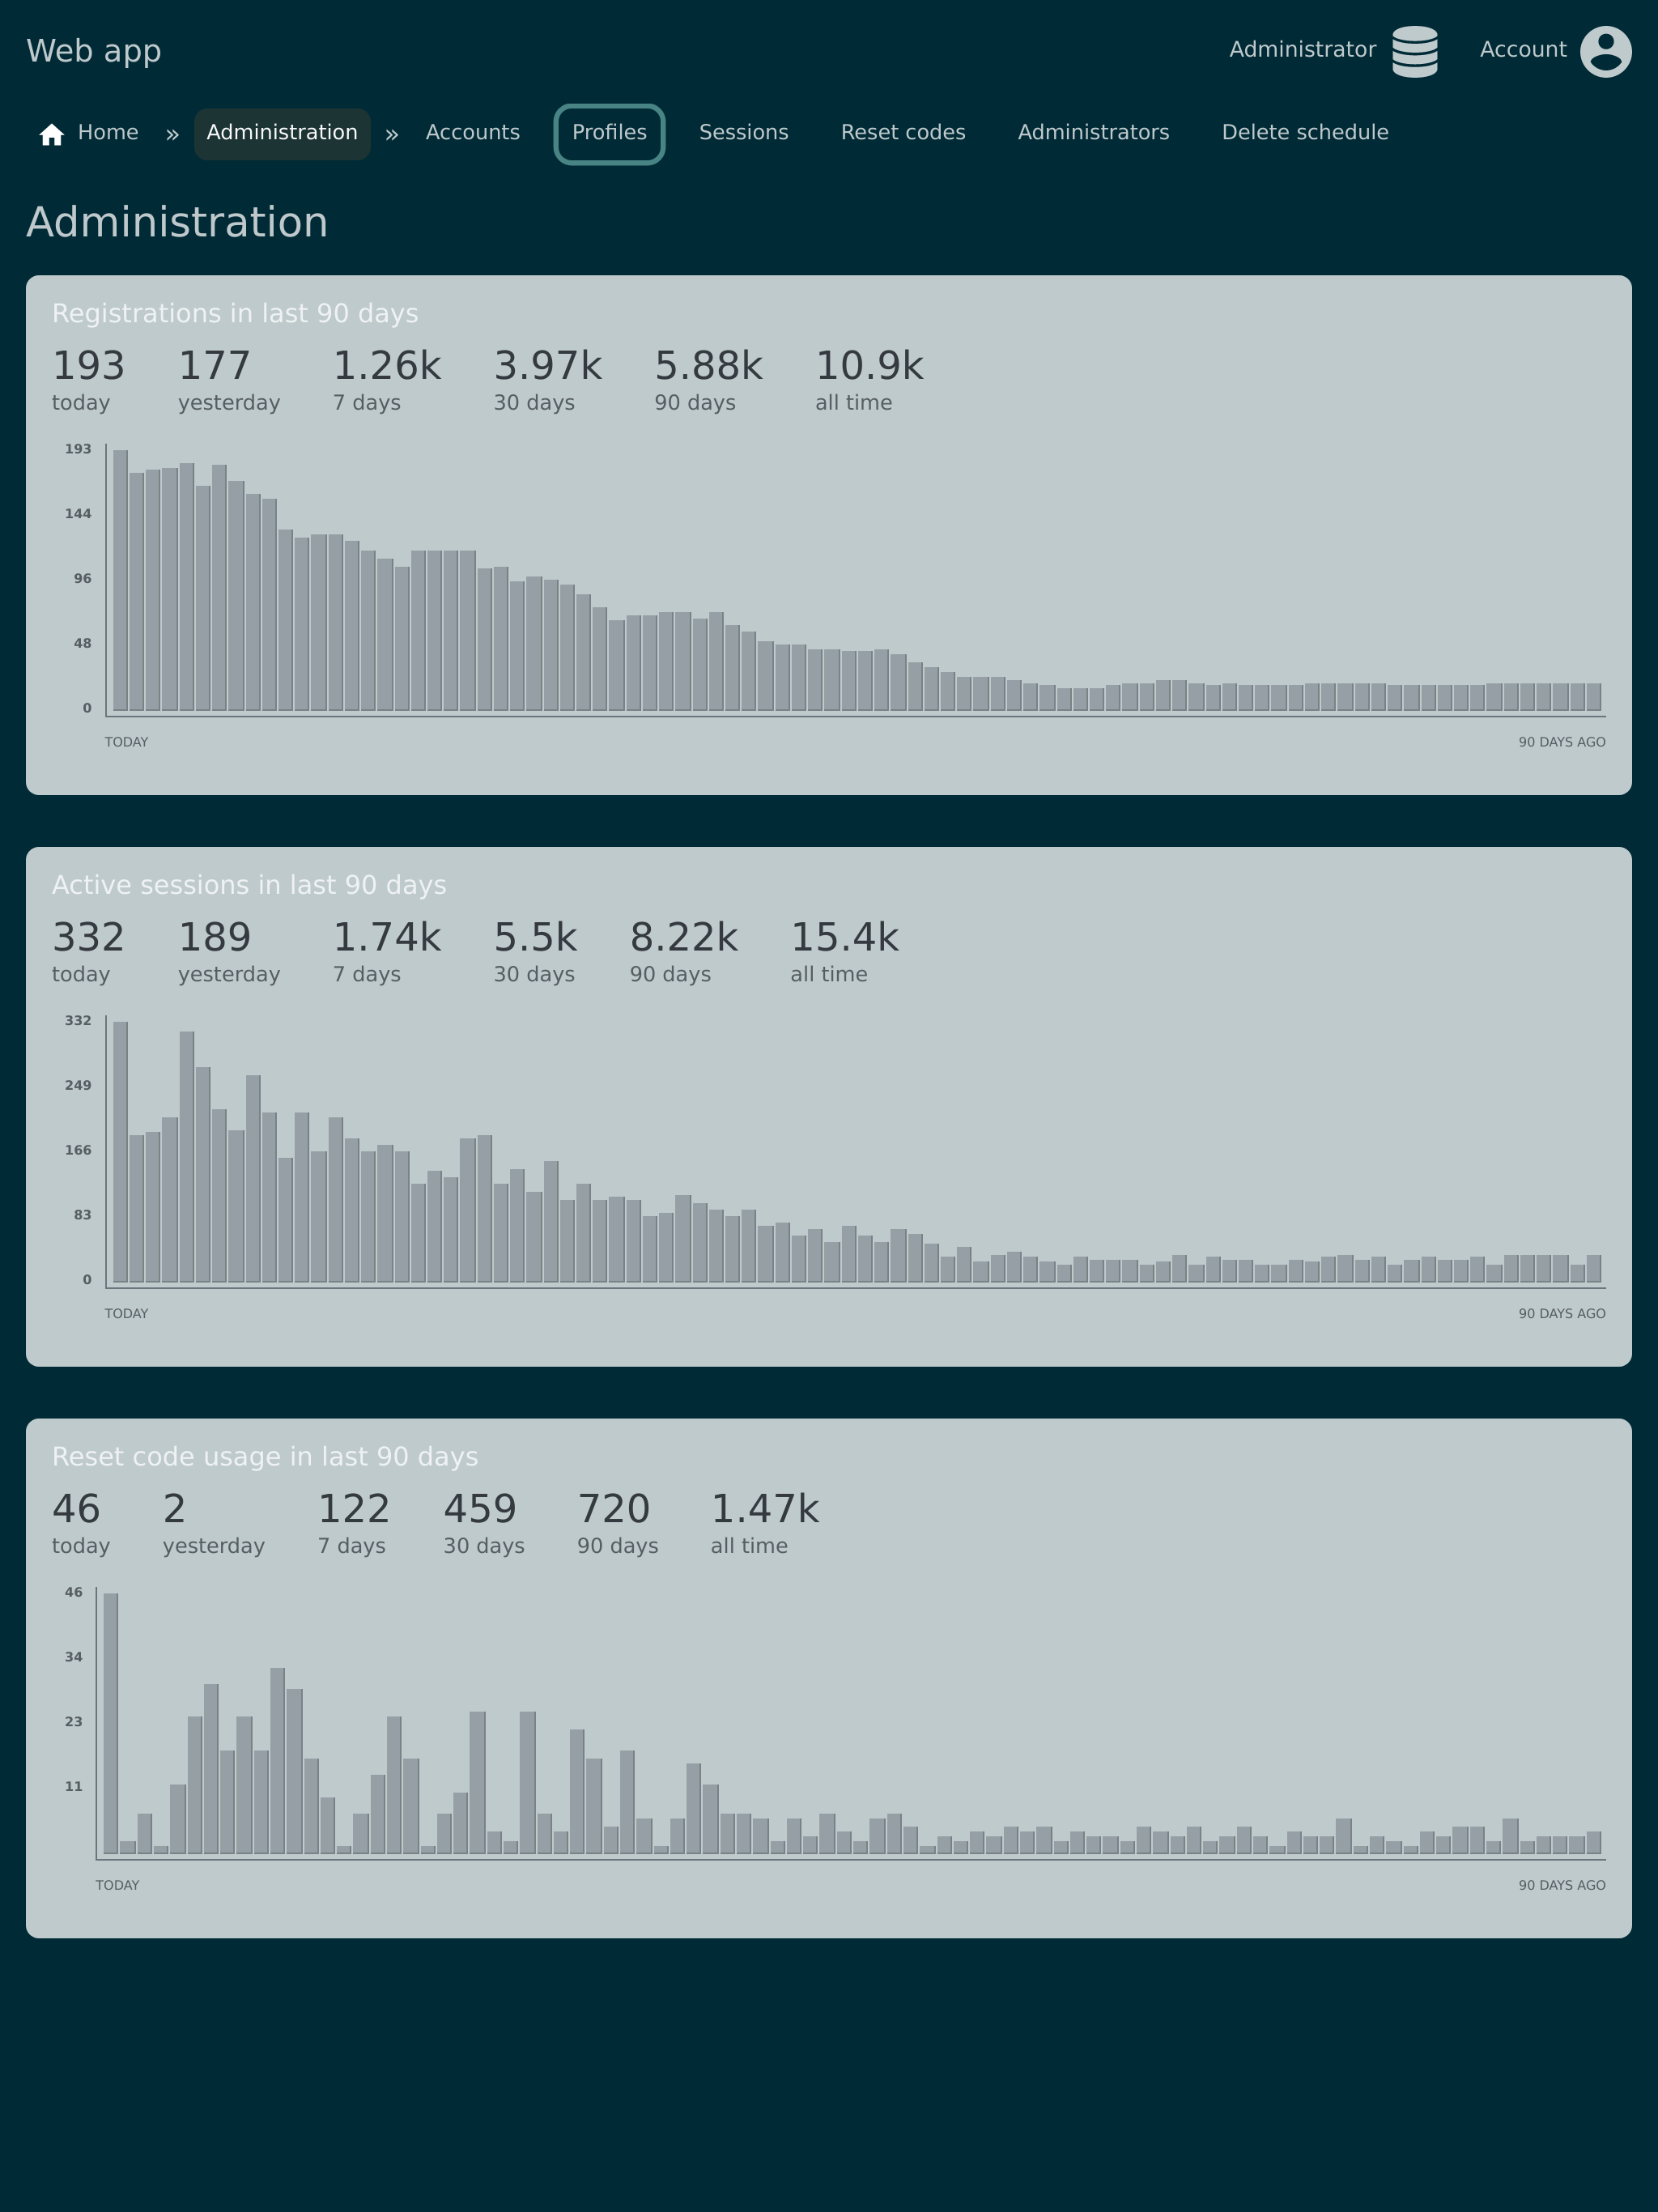 Web app
Administrator
Account
Home » Administration » Accounts Profiles Sessions Reset codes Administrators Delete schedule
Administration
Registrations in last 90 days
193 177 1.26k 3.97k 5.88k 10.9k
today yesterday 7 days 30 days 90 days all time
193
144
96
48
0
TODAY 90 DAYS AGO
Active sessions in last 90 days
332 189 1.74k 5.5k 8.22k 15.4k
today yesterday 7 days 30 days 90 days all time
332
249
166
83
0
TODAY 90 DAYS AGO
Reset code usage in last 90 days
46 2 122 459 720 1.47k
today yesterday 7 days 30 days 90 days all time
46
34
23
11
TODAY 90 DAYS AGO